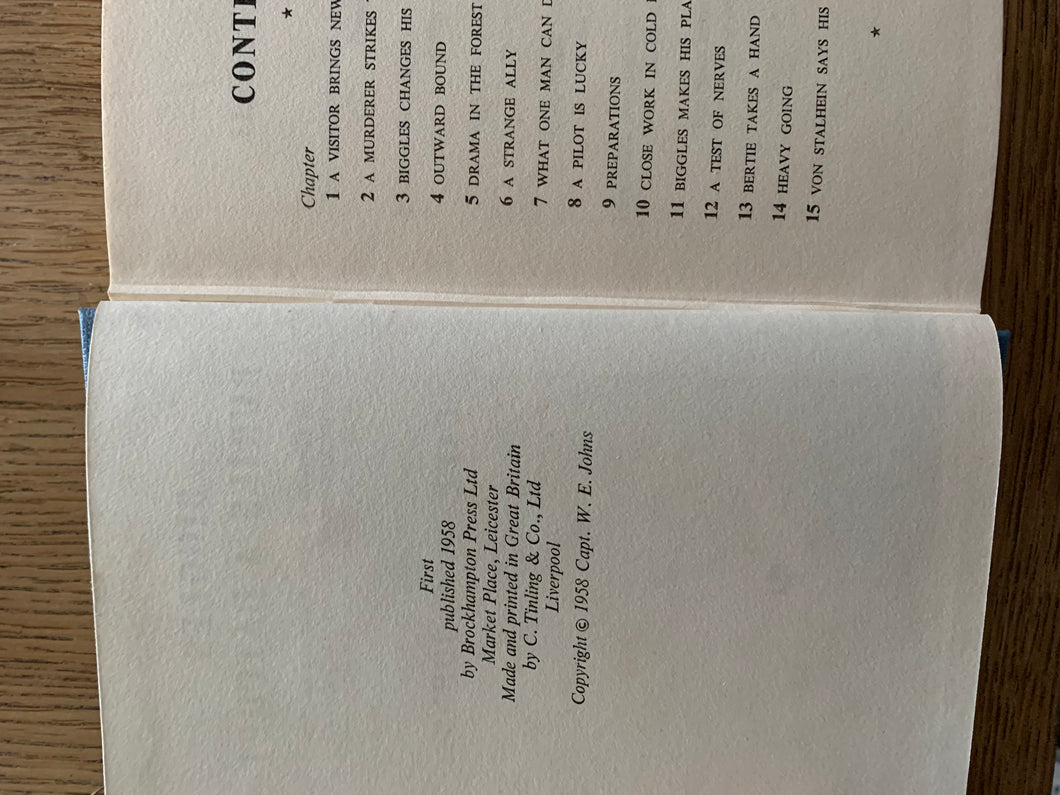 First
published 1958
by Brockhampton Press Ltd
Market Place, Leicester
Made and printed in Great Britain
by C. Tinling & Co., Ltd
Liverpool
Copyright © 1958 Capt. W. E. Johns
Chapter
1 A VISITOR BRINGS
2 A MURDERER STRIKES
3 BIGGLES CHANGES HIS
4 OUTWARD BOUND
5 DRAMA IN THE FOREST
6 A STRANGE ALLY
7 WHAT ONE MAN CAN
8 A PILOT IS LUCKY
9 PREPARATIONS
10 CLOSE WORK IN COLD
11 BIGGLES MAKES HIS
12 A TEST OF NERVES
13 BERTIE TAKES A HAND
14 HEAVY GOING
15 VON STALHEIN SAYS HIS